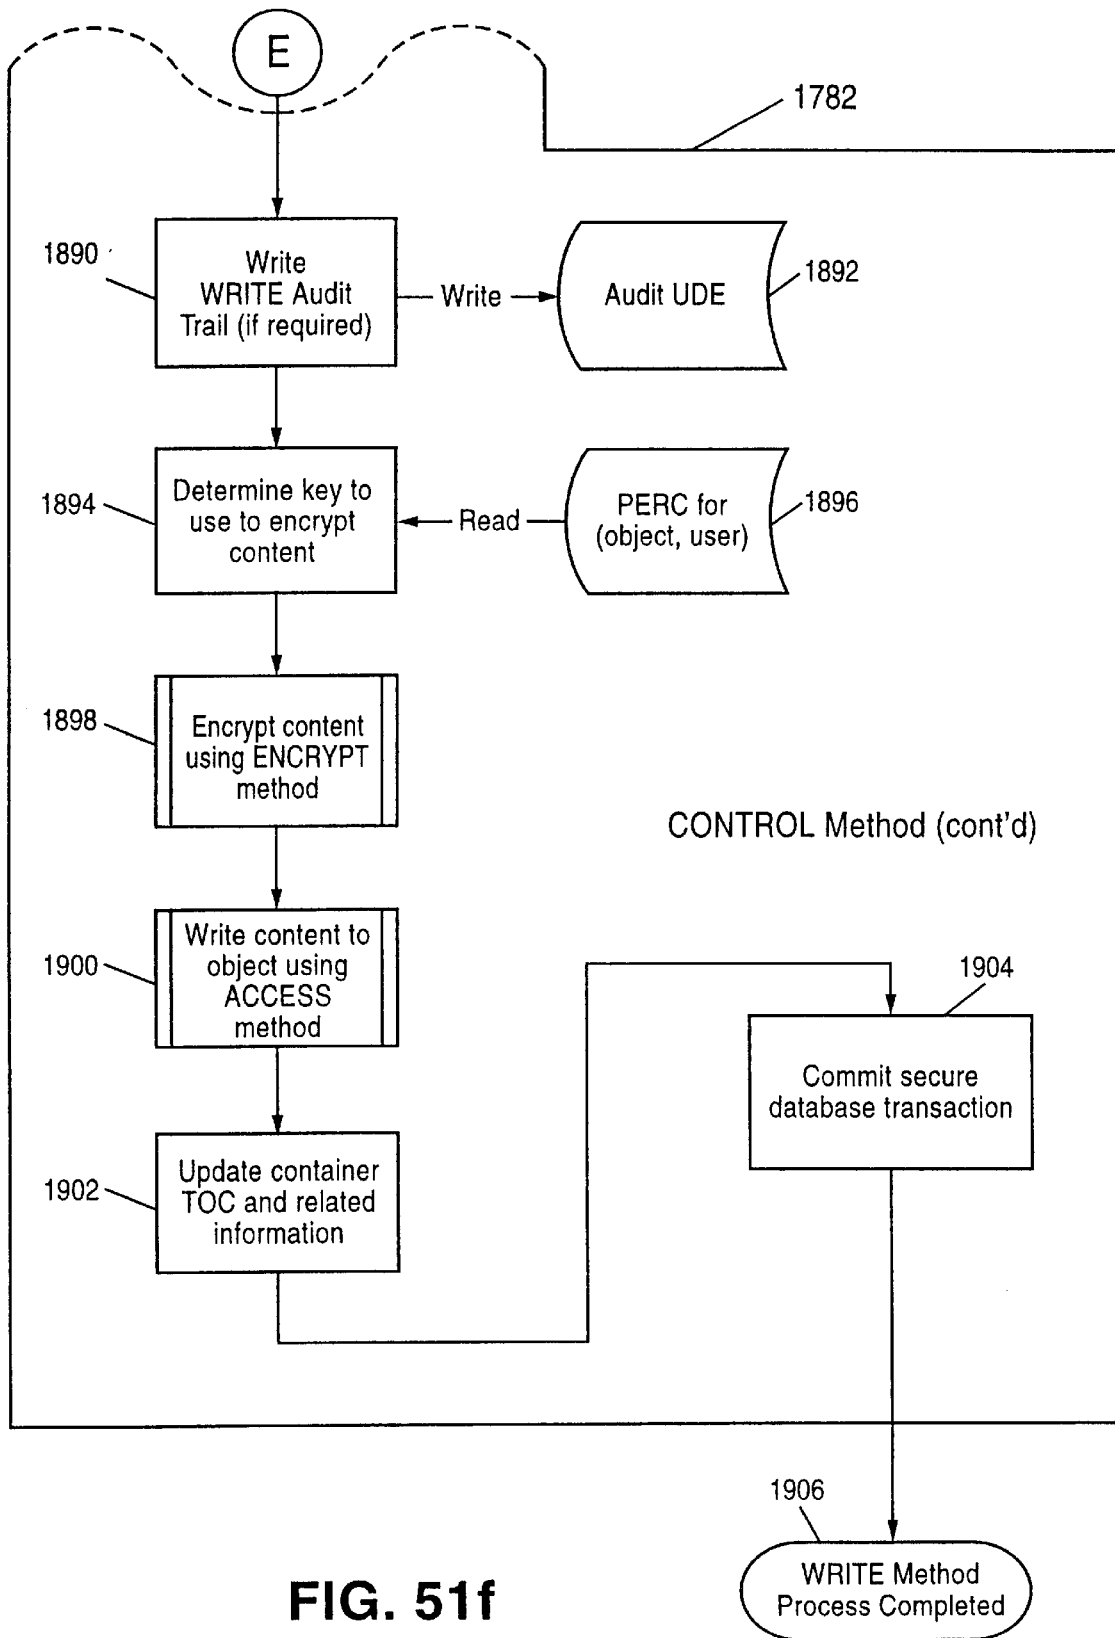 E
1782
1890
Write
WRITE Audit
Trail (if required)
Write
Audit UDE
1892
1894
Determine key to
use to encrypt
content
Read
PERC for
(object, user)
1896
1898
Encrypt content
using ENCRYPT
method
CONTROL Method (cont'd)
1900
Write content to
object using
ACCESS
method
1904
Commit secure
database transaction
1902
Update container
TOC and related
information
1906
WRITE Method
Process Completed
FIG. 51f